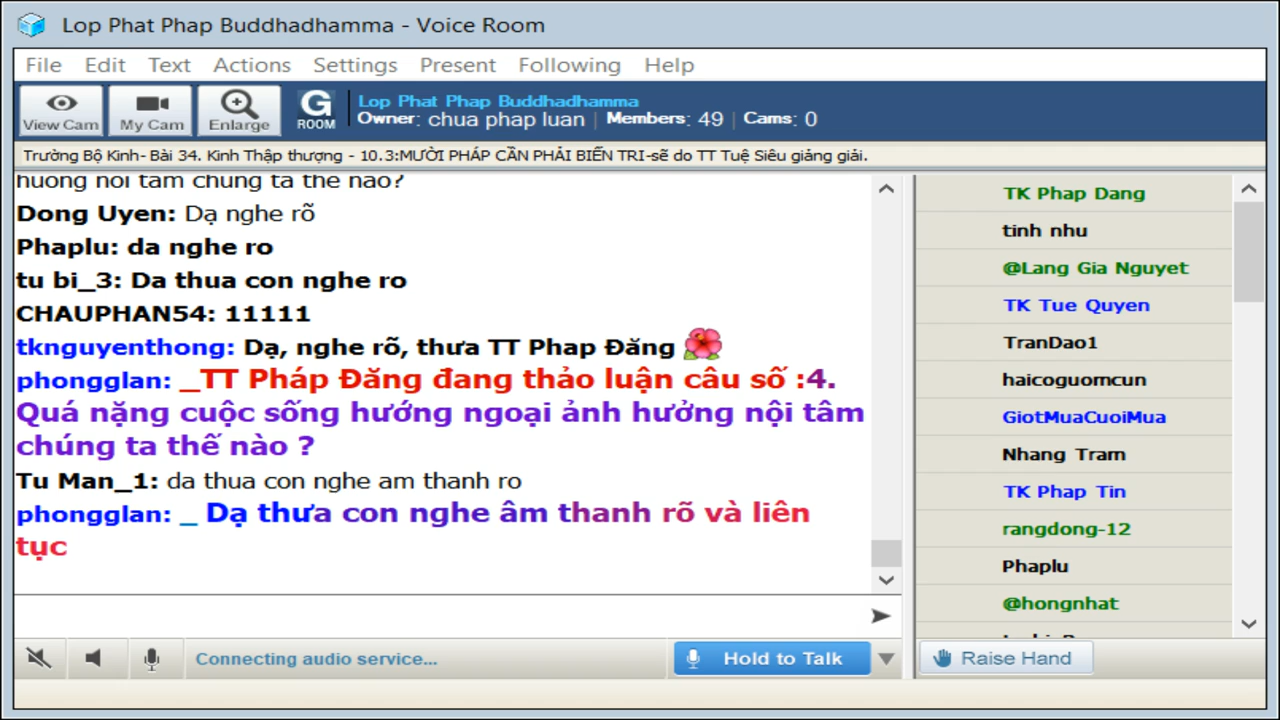 Lop Phat Phap Buddhadhamma - Voice Room
File Edit Text Actions Settings Present Following Help
View Cam My Cam Enlarge G ROOM
Lop Phat Phap Buddhadhamma
Owner: chua phap luan | Members: 49 | Cams: 0
Trường Bộ Kinh- Bài 34. Kinh Thập thượng - 10.3:MƯỜI PHÁP CẦN PHẢI BIẾN TRI-sẽ do TT Tuệ Siêu giảng giải.
huong noi tam chung ta the nao?
Dong Uyen: Dạ nghe rõ
Phaplu: da nghe ro
tu bi_3: Da thua con nghe ro
CHAUPHAN54: 11111
tknguyenthong: Dạ, nghe rõ, thưa TT Phap Đăng
phongglan: _TT Pháp Đăng đang thảo luận câu số :4.
Quá nặng cuộc sống hướng ngoại ảnh hưởng nội tâm
chúng ta thế nào ?
Tu Man_1: da thua con nghe am thanh ro
phongglan: _ Dạ thưa con nghe âm thanh rõ và liên
tục
TK Phap Dang
tinh nhu
@Lang Gia Nguyet
TK Tue Quyen
TranDao1
haicoguomcun
GiotMuaCuoiMua
Nhang Tram
TK Phap Tin
rangdong-12
Phaplu
@hongnhat
Connecting audio service...
Hold to Talk
Raise Hand